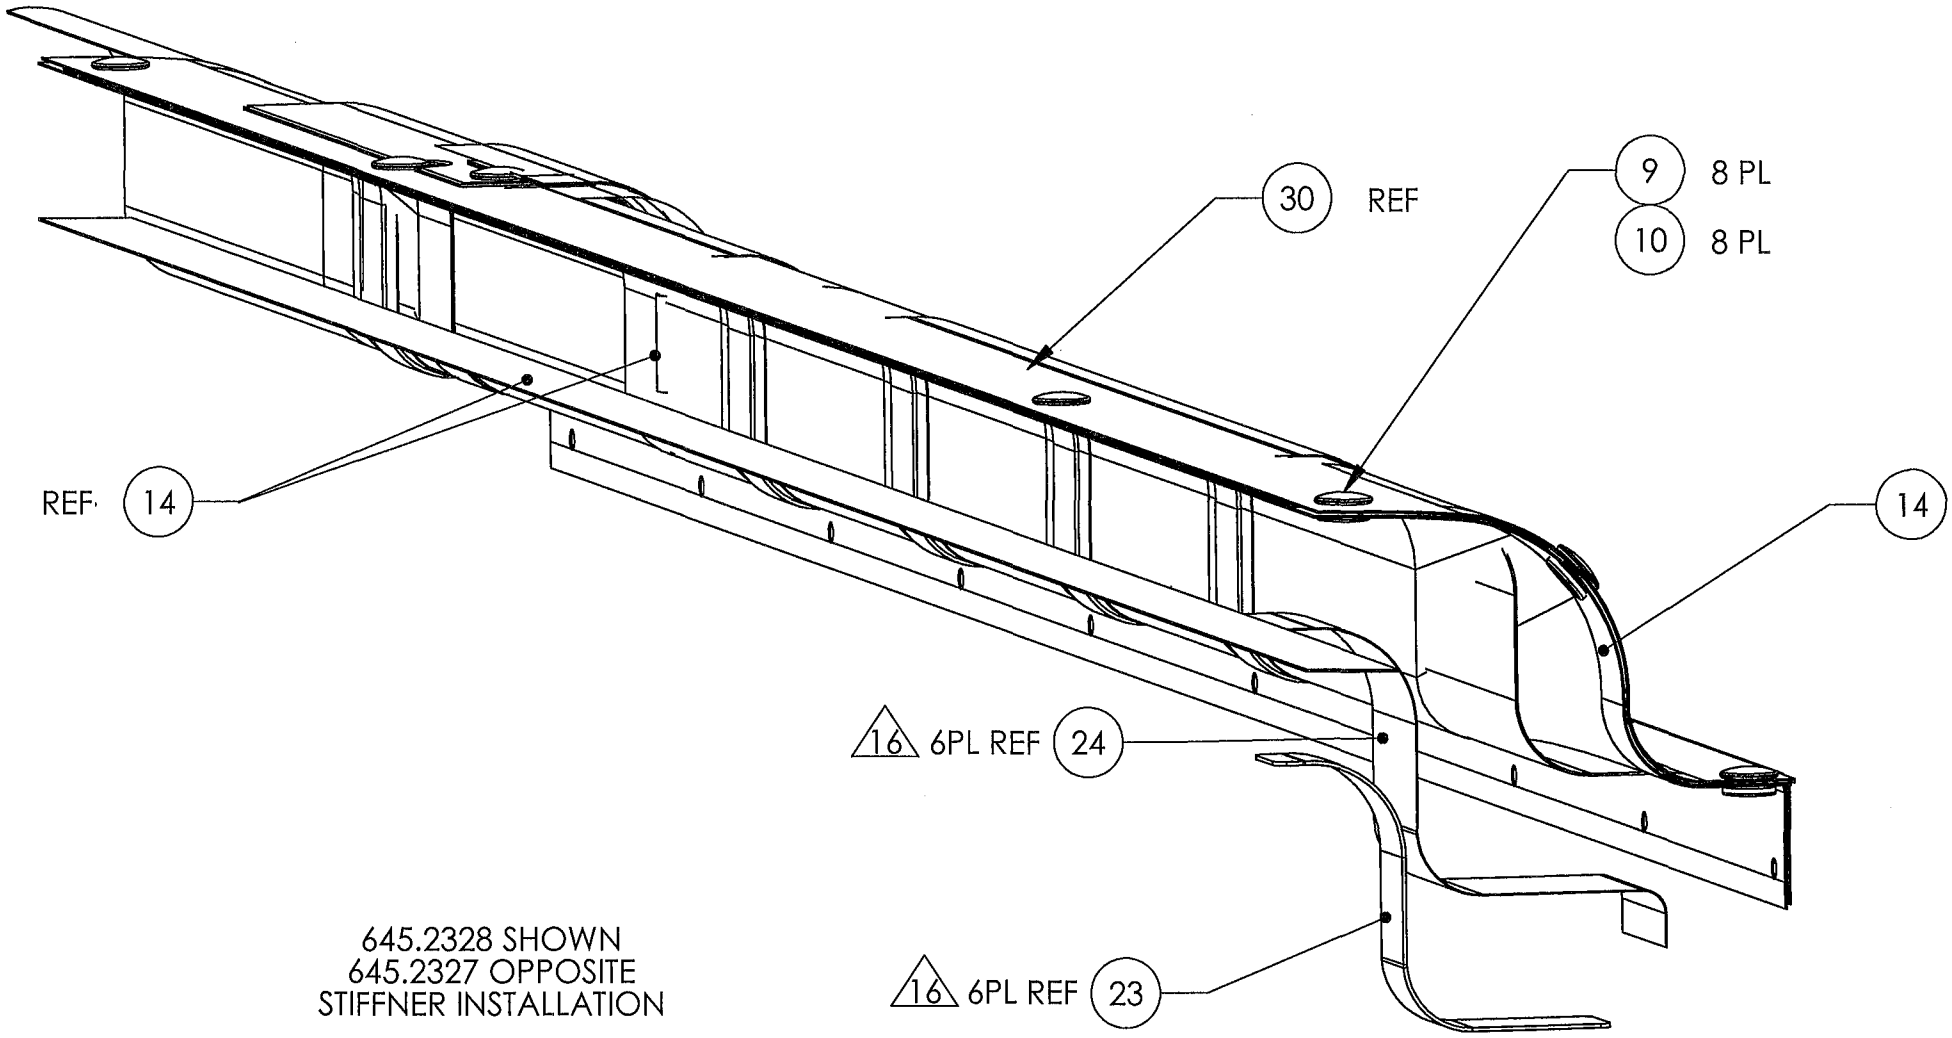 9 8 PL
30 REF
10 8 PL
REF 14
14
16 6PL REF 24
645.2328 SHOWN
645.2327 OPPOSITE
STIFFNER INSTALLATION
16 6PL REF 23